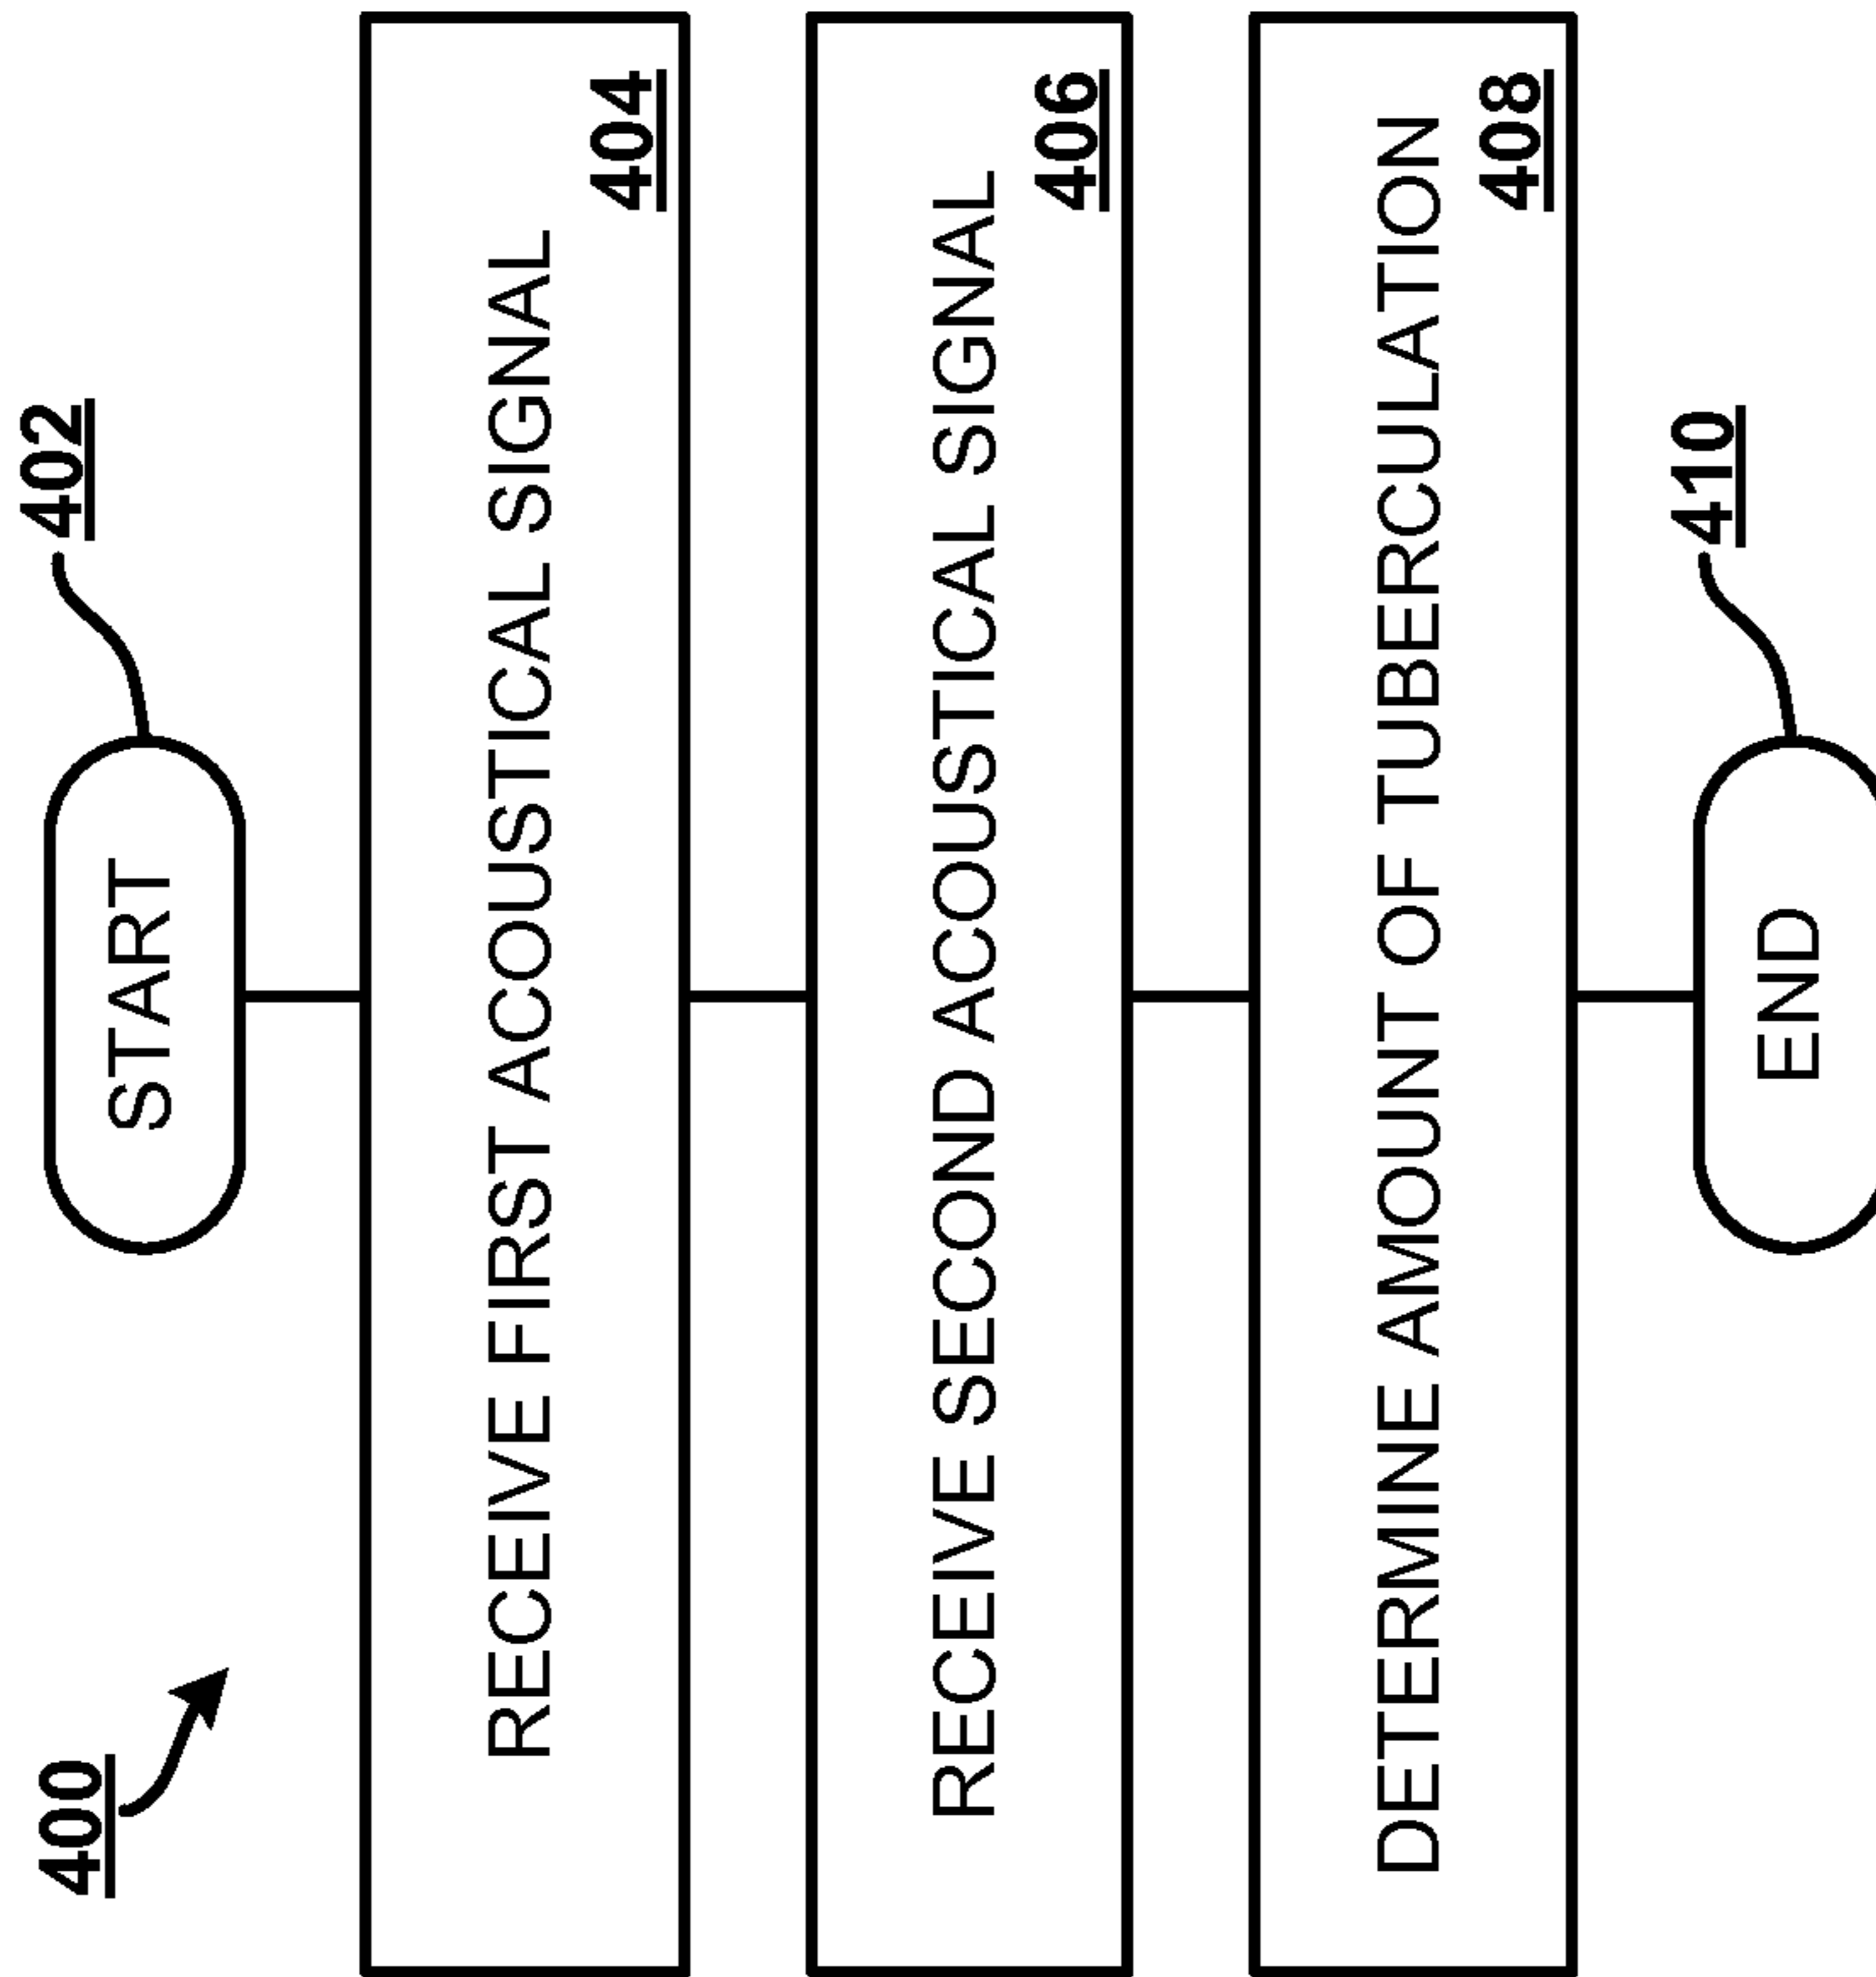 400
402
START
RECEIVE FIRST ACOUSTICAL SIGNAL
404
RECEIVE SECOND ACOUSTICAL SIGNAL
406
DETERMINE AMOUNT OF TUBERCULATION
408
410
END